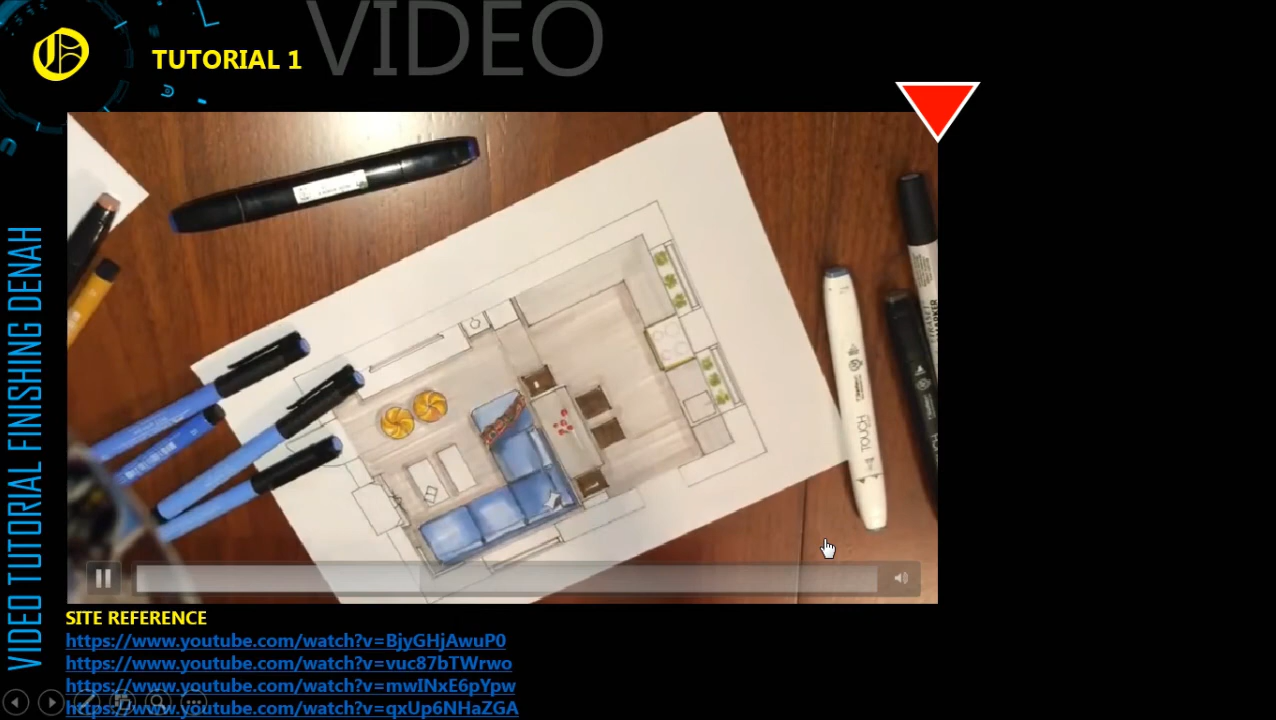 VIDEO
TUTORIAL 1
VIDEO TUTORIAL FINISHING DENAH
TOUCH
SITE REFERENCE
https://www.youtube.com/watch?v=BjyGHjAwuP0
https://www.youtube.com/watch?v=vuc87bTWrwo
https://www.youtube.com/watch?v=mwINxE6pYpw
https://www.youtube.com/watch?v=qxUp6NHaZGA